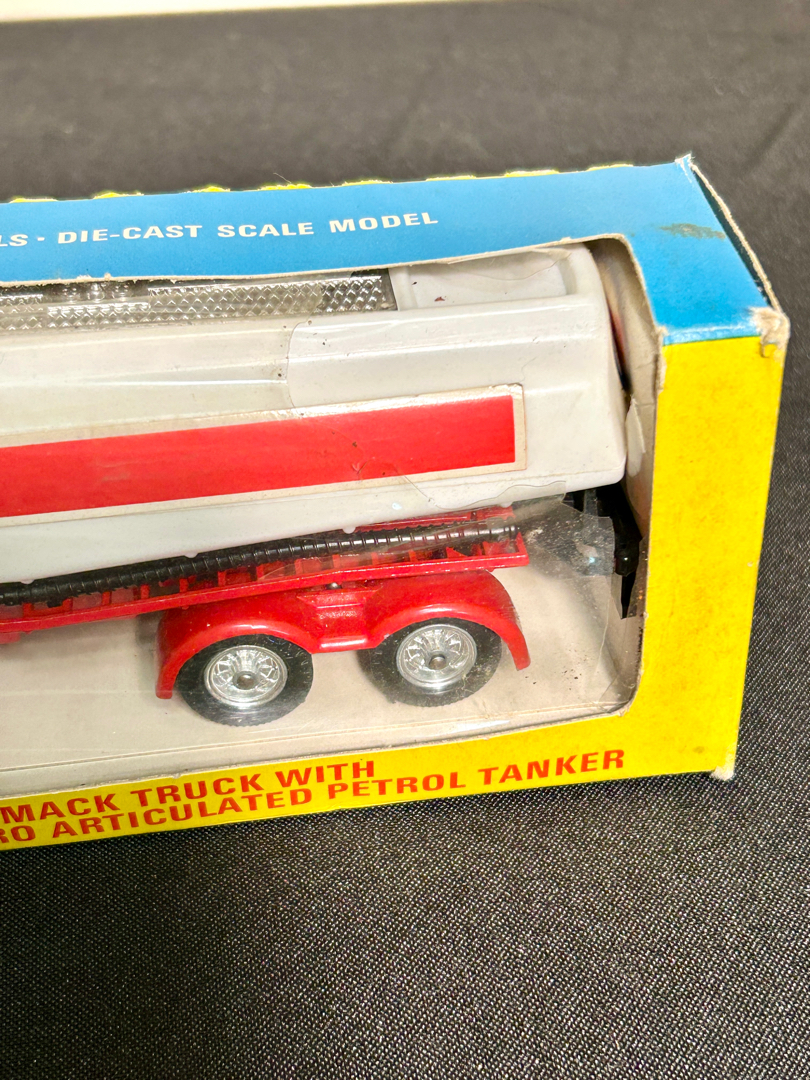 LS • DIE-CAST SCALE MODEL
MACK TRUCK WITH
RO ARTICULATED PETROL TANKER